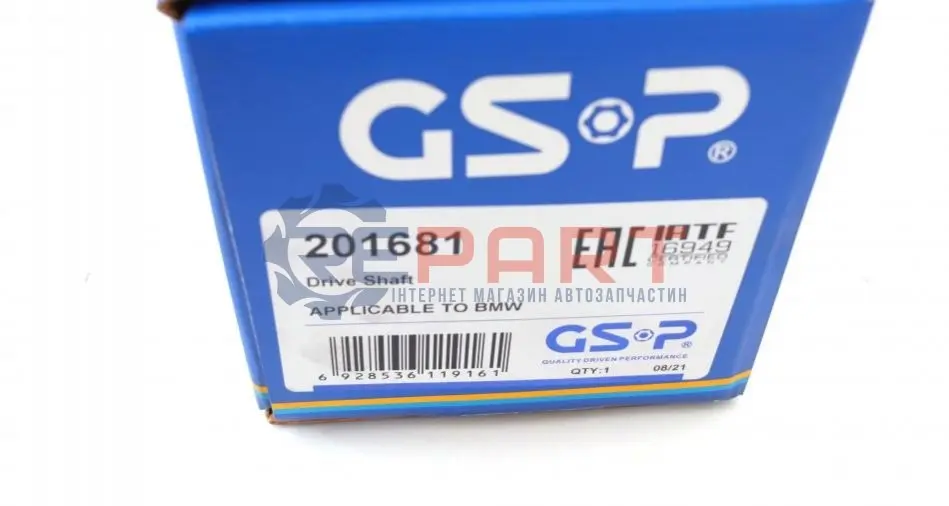 GSP®
201681
EAC
IATF
16949
REPART
Drive Shaft
ІНТЕРНЕТ МАГАЗИН АВТОЗАПЧАСТИН
APPLICABLE TO BMW
GSP®
QUALITY DRIVEN PERFORMANCE
6 928536 119161
QTY:1 08/21